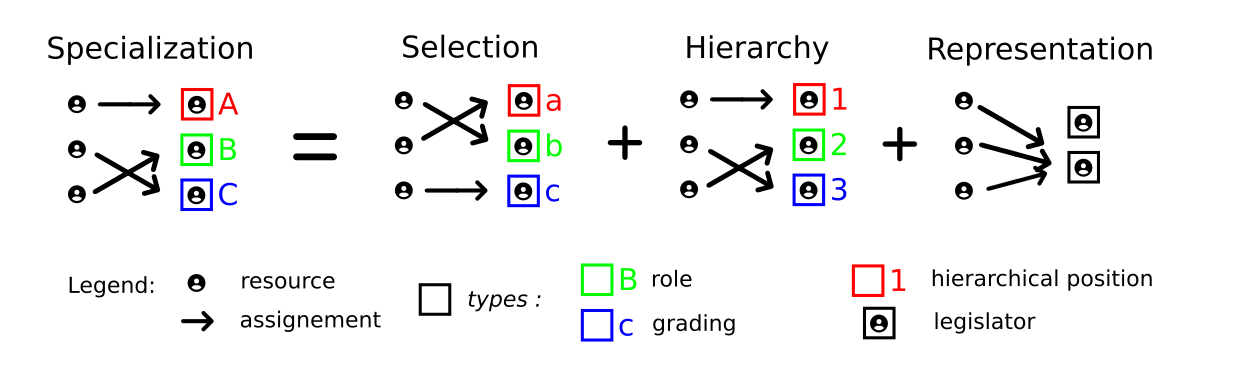 Specialization = Selection + Hierarchy + Representation
A a 1
B b 2
C c 3
Legend: resource types : B role 1 hierarchical position
assignement c grading legislator